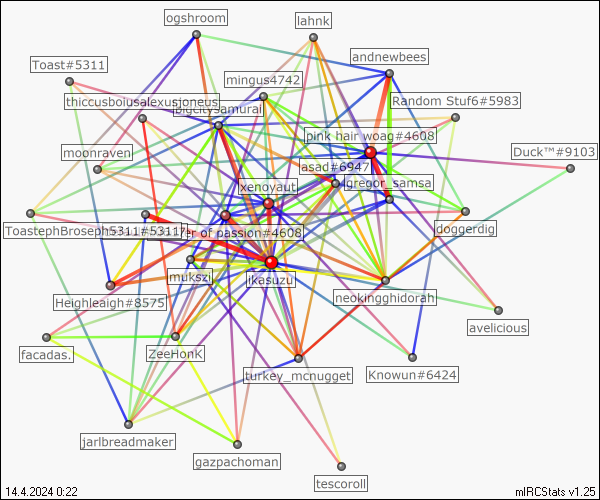 ogshroom
lahnk
andnewbees
Toast#5311
mingus4742
thiccusboiusalexusjoneus
bigcitysamurai
Random Stuf6#5983
pink hair woag#4608
Duck™#9103
moonraven
asad#6947
gregor_samsa
xenoyaut
ToastephBroseph5311#5311
of passion#4608
doggerdig
mukszi
jkasuzu
Heighleaigh#8575
neokingghidorah
avelicious
facadas.
ZeeHonK
turkey_mcnugget
Knowun#6424
jarlbreadmaker
gazpachoman
tescoroll
14.4.2024 0:22
mIRCStats v1.25